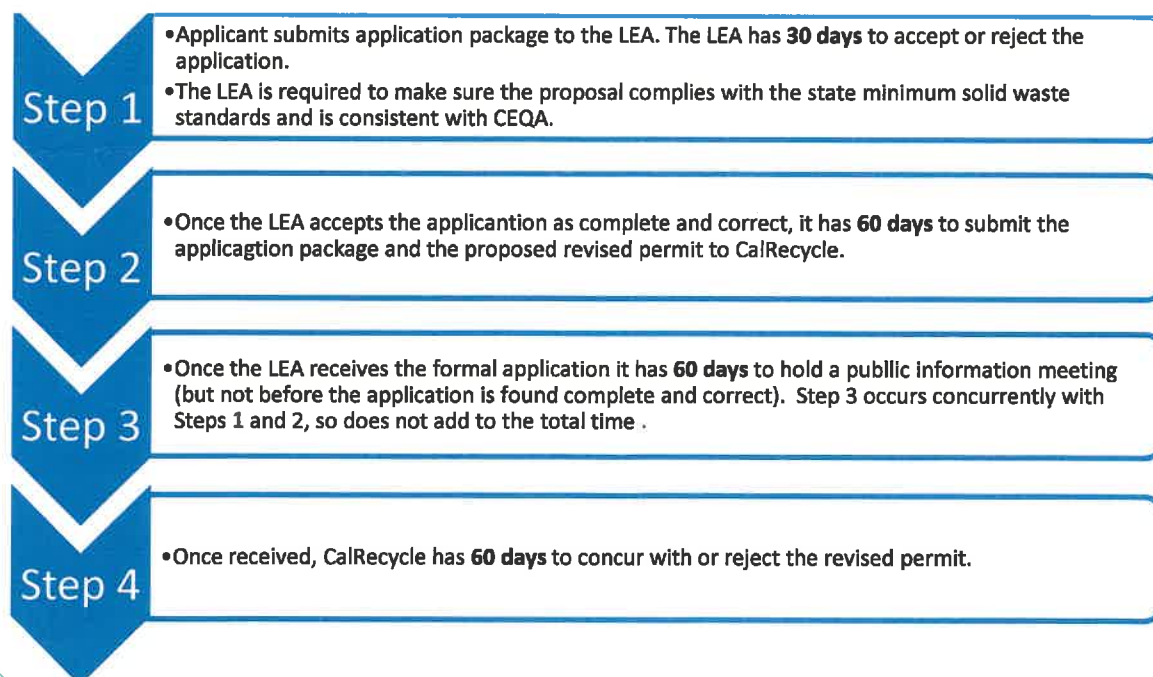 Step 1
•Applicant submits application package to the LEA. The LEA has 30 days to accept or reject the
application.
•The LEA is required to make sure the proposal complies with the state minimum solid waste
standards and is consistent with CEQA.
Step 2
•Once the LEA accepts the applicantion as complete and correct, it has 60 days to submit the
applicagtion package and the proposed revised permit to CalRecycle.
Step 3
•Once the LEA receives the formal application it has 60 days to hold a publlic information meeting
(but not before the application is found complete and correct).  Step 3 occurs concurrently with
Steps 1 and 2, so does not add to the total time .
Step 4
•Once received, CalRecycle has 60 days to concur with or reject the revised permit.